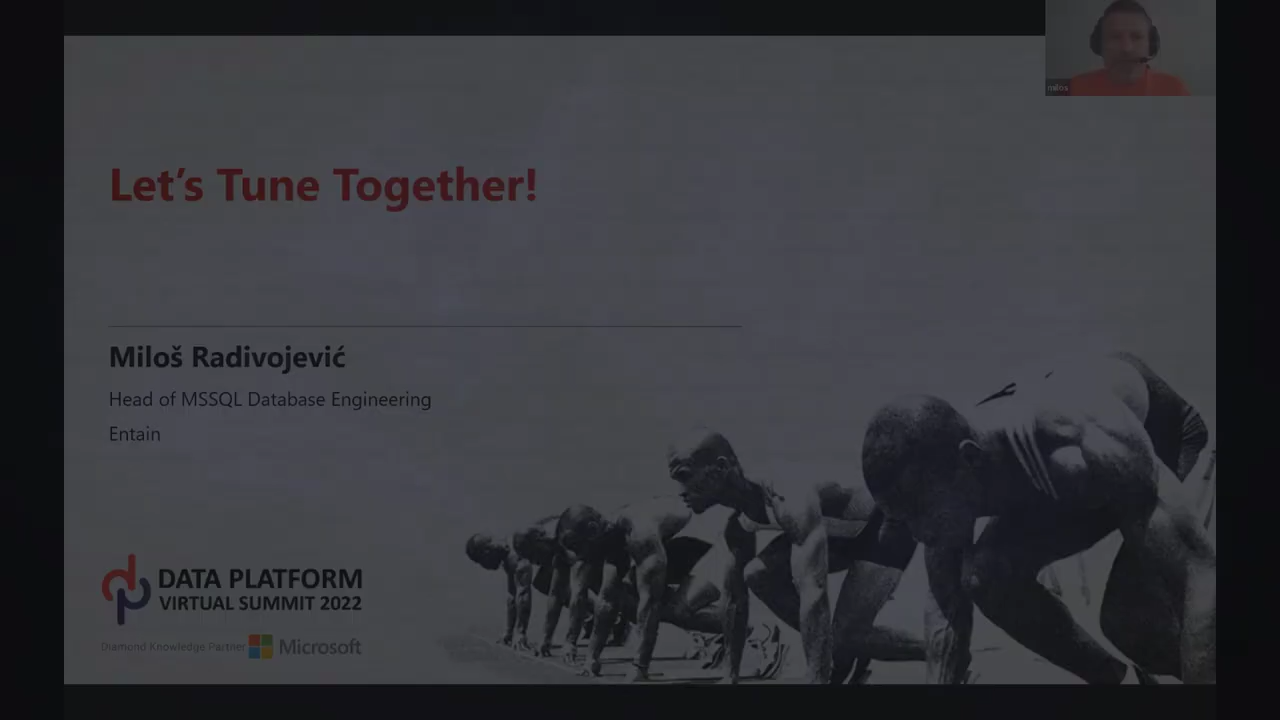 milos
Let's Tune Together!
Miloš Radivojević
Head of MSSQL Database Engineering
Entain
DATA PLATFORM
VIRTUAL SUMMIT 2022
Diamond Knowledge Partner Microsoft